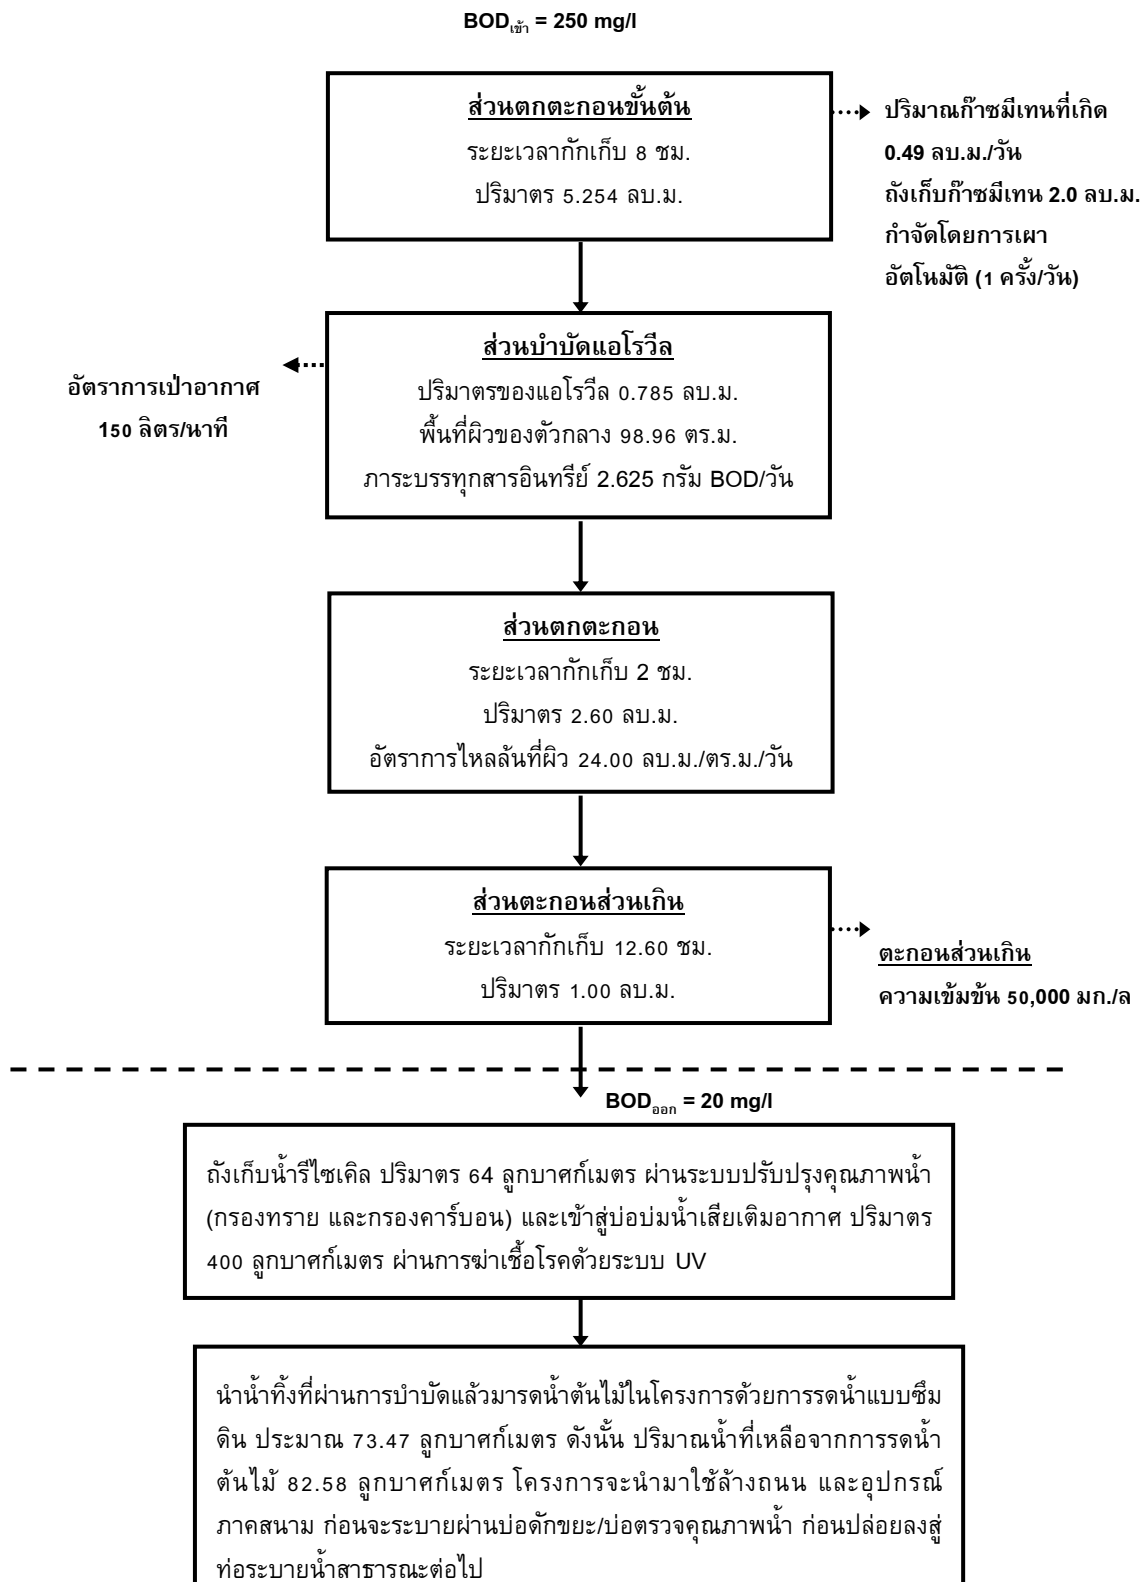 BODเข้า = 250 mg/l
ส่วนตกตะกอนขั้นต้น
ระยะเวลากักเก็บ 8 ชม.
ปริมาตร 5.254 ลบ.ม.
ปริมาณก๊าซมีเทนที่เกิด
0.49 ลบ.ม./วัน
ถังเก็บก๊าซมีเทน 2.0 ลบ.ม.
กำจัดโดยการเผา
อัตโนมัติ (1 ครั้ง/วัน)
ส่วนบำบัดแอโรวีล
ปริมาตรของแอโรวีล 0.785 ลบ.ม.
พื้นที่ผิวของตัวกลาง 98.96 ตร.ม.
ภาระบรรทุกสารอินทรีย์ 2.625 กรัม BOD/วัน
อัตราการเป่าอากาศ
150 ลิตร/นาที
ส่วนตกตะกอน
ระยะเวลากักเก็บ 2 ชม.
ปริมาตร 2.60 ลบ.ม.
อัตราการไหลล้นที่ผิว 24.00 ลบ.ม./ตร.ม./วัน
ส่วนตะกอนส่วนเกิน
ระยะเวลากักเก็บ 12.60 ชม.
ปริมาตร 1.00 ลบ.ม.
ตะกอนส่วนเกิน
ความเข้มข้น 50,000 มก./ล
BODออก = 20 mg/l
ถังเก็บน้ำรีไซเคิล ปริมาตร 64 ลูกบาศก์เมตร ผ่านระบบปรับปรุงคุณภาพน้ำ
(กรองทราย และกรองคาร์บอน) และเข้าสู่บ่อบ่มน้ำเสียเติมอากาศ ปริมาตร
400 ลูกบาศก์เมตร ผ่านการฆ่าเชื้อโรคด้วยระบบ UV
นำน้ำทิ้งที่ผ่านการบำบัดแล้วมารดน้ำต้นไม้ในโครงการด้วยการรดน้ำแบบซึม
ดิน ประมาณ 73.47 ลูกบาศก์เมตร ดังนั้น ปริมาณน้ำที่เหลือจากการรดน้ำ
ต้นไม้ 82.58 ลูกบาศก์เมตร โครงการจะนำมาใช้ล้างถนน และอุปกรณ์
ภาคสนาม ก่อนจะระบายผ่านบ่อดักขยะ/บ่อตรวจคุณภาพน้ำ ก่อนปล่อยลงสู่
ท่อระบายน้ำสาธารณะต่อไป